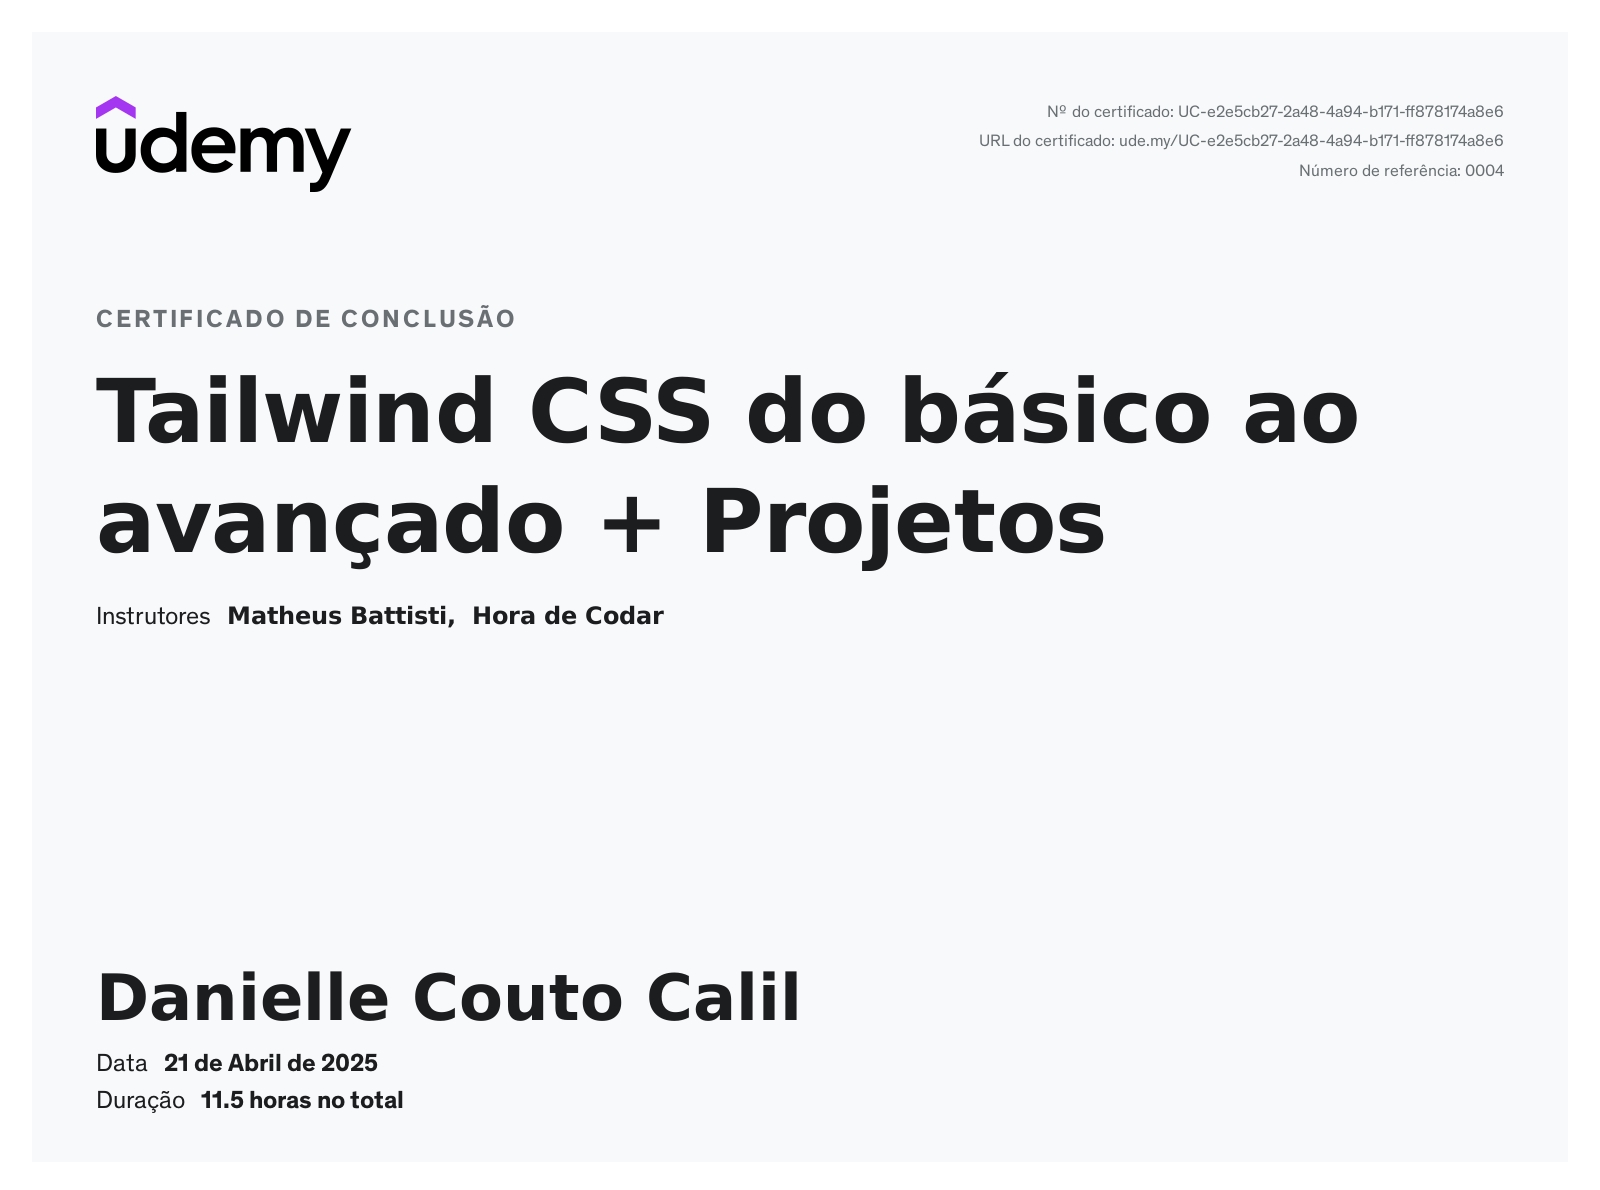 udemy
Nº do certificado: UC-e2e5cb27-2a48-4a94-b171-ff878174a8e6
URL do certificado: ude.my/UC-e2e5cb27-2a48-4a94-b171-ff878174a8e6
Número de referência: 0004
CERTIFICADO DE CONCLUSÃO
Tailwind CSS do básico ao
avançado + Projetos
Instrutores Matheus Battisti, Hora de Codar
Danielle Couto Calil
Data 21 de Abril de 2025
Duração 11.5 horas no total